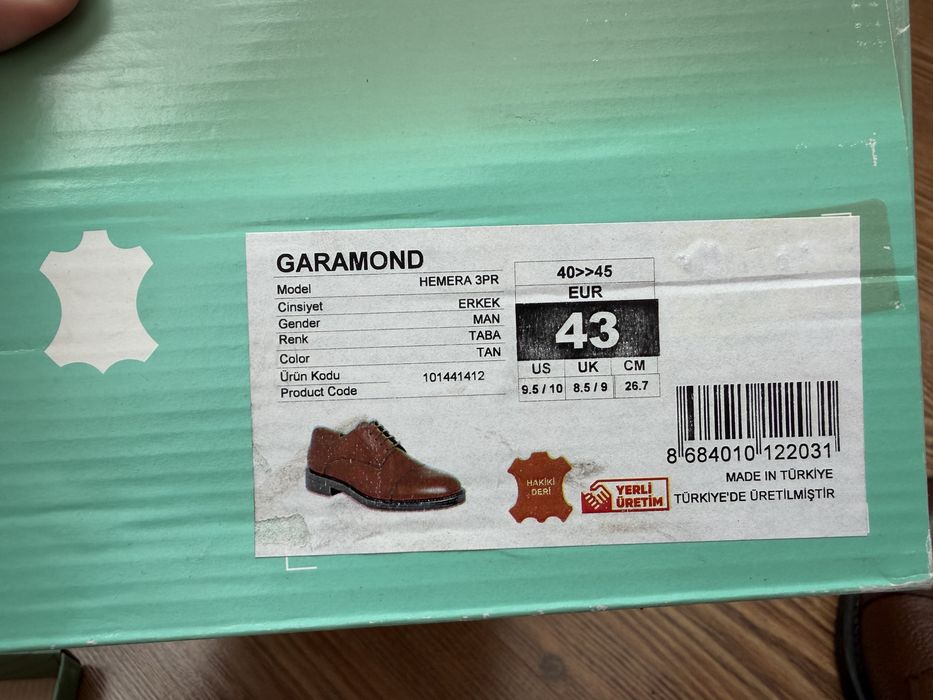 GARAMOND
Model HEMERA 3PR
Cinsiyet ERKEK
Gender MAN
Renk TABA
Color TAN
Ürün Kodu 101441412
Product Code
40>>45
EUR
43
US UK CM
9.5 / 10 8.5 / 9 26.7
8 684010 122031
MADE IN TÜRKİYE
TÜRKİYE'DE ÜRETİLMİŞTİR
HAKİKİ
DERİ
YERLİ
ÜRETİM